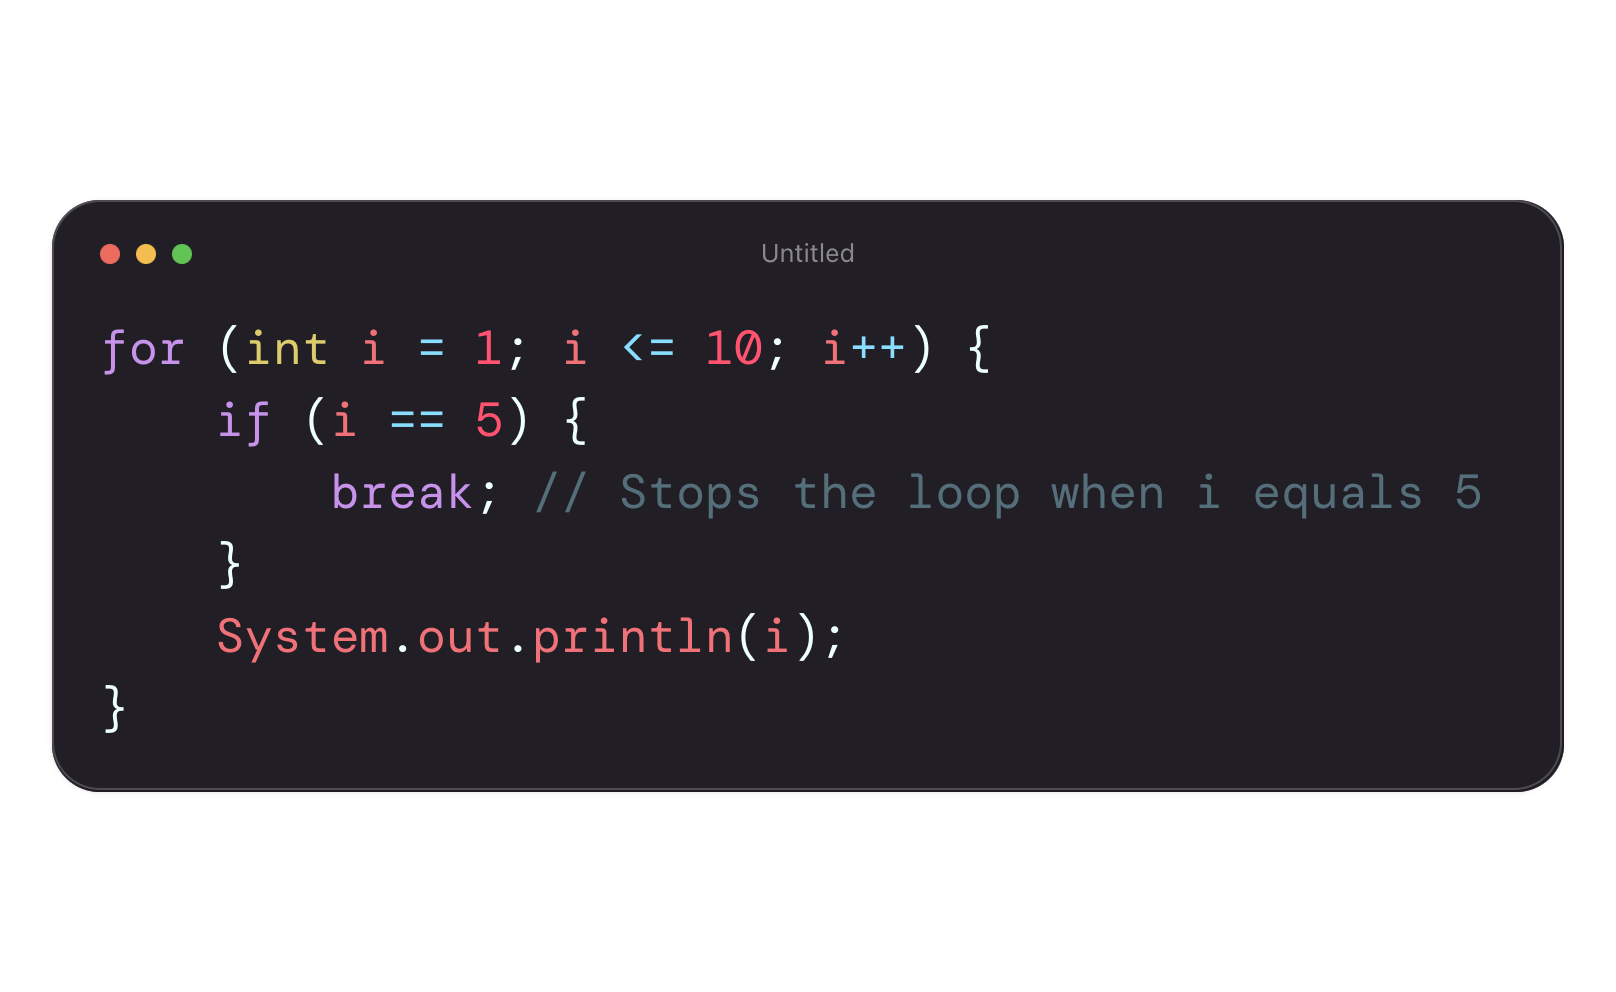 Untitled
for (int i = 1; i <= 10; i++) {
    if (i == 5) {
        break; // Stops the loop when i equals 5
    }
    System.out.println(i);
}